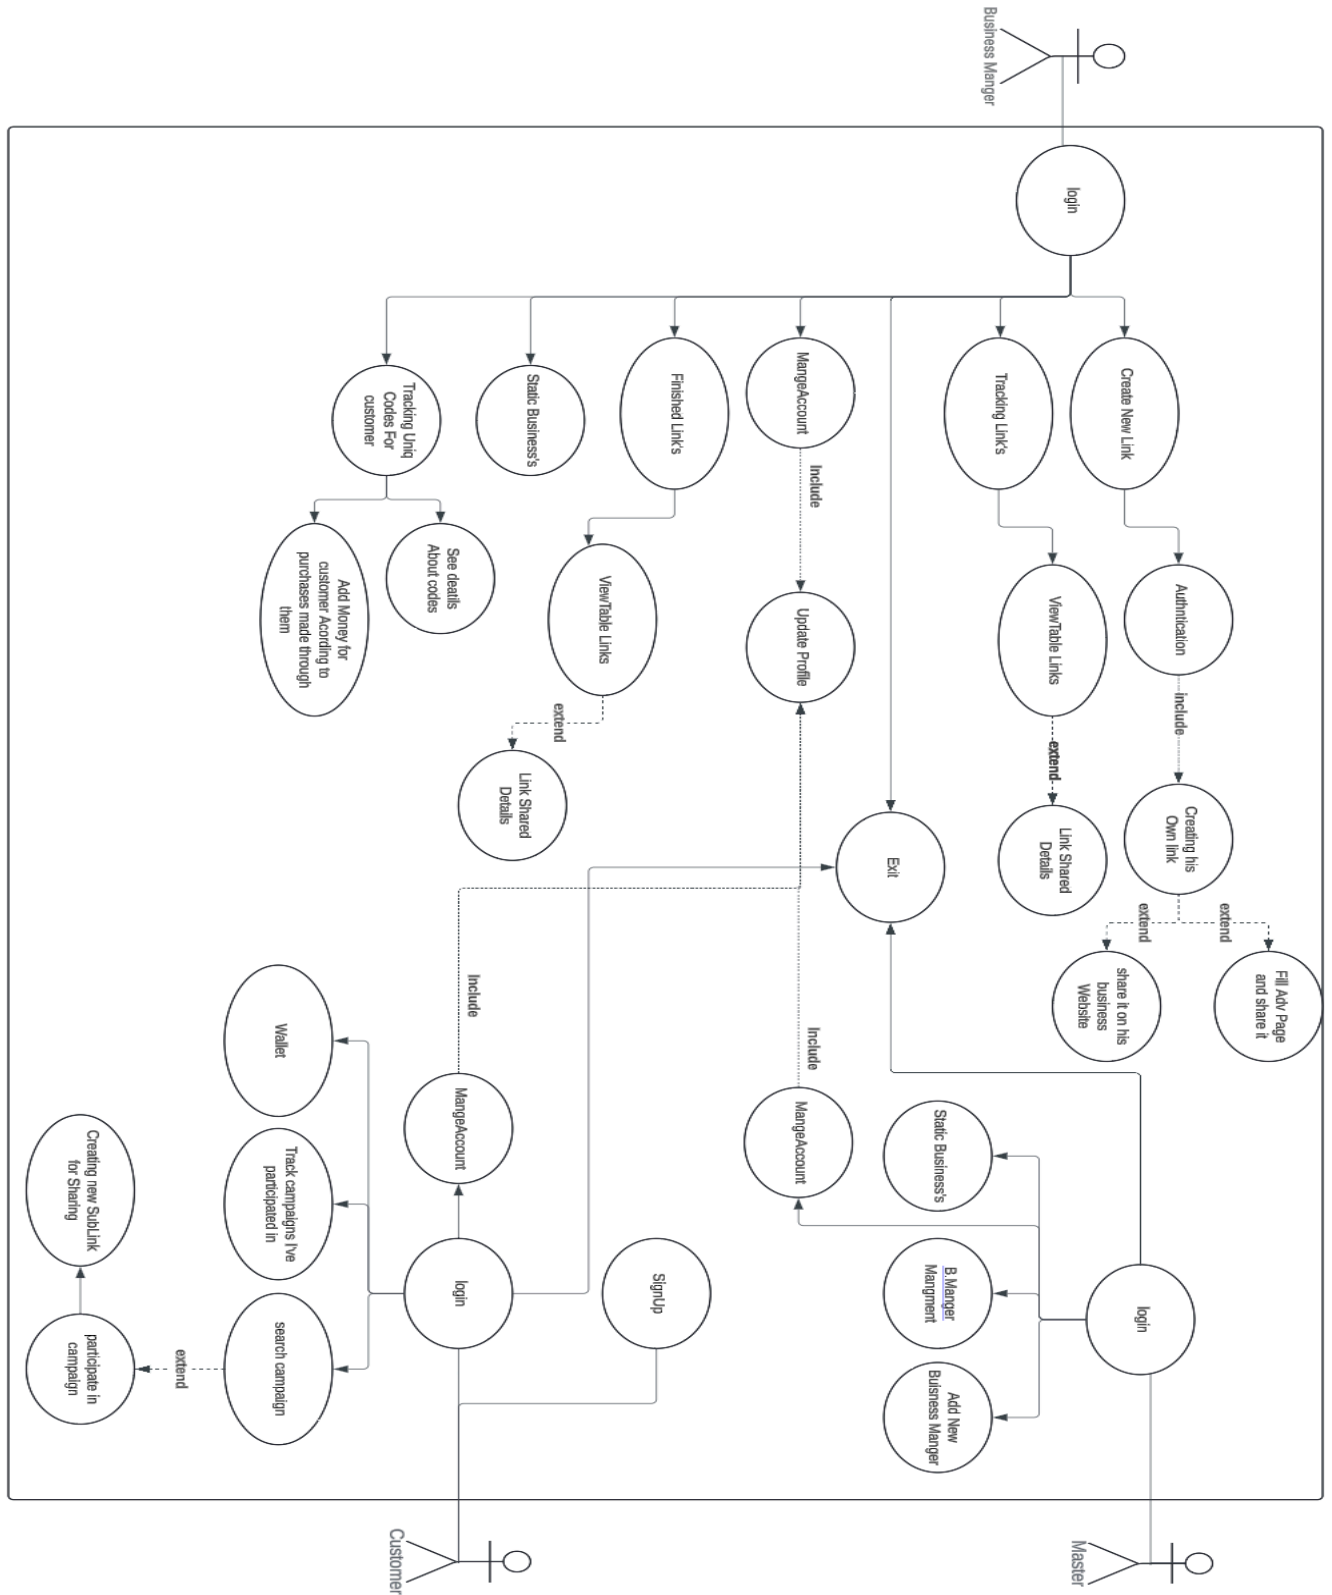 Business Manger
login
Create New Link
Authntication
include
Creating his
Own link
extend
extend
Fill Adv Page
and share it
share it on his
business
Website
Tracking Link's
ViewTable Links
extend
Link Shared
Details
MangeAccount
Include
Update Profile
Exit
Finished Link's
ViewTable Links
extend
Link Shared
Details
Static Business's
Tracking Uniq
Codes For
customer
See deatils
About codes
Add Money for
customer Acording to
purchases made through
them
Master
login
Static Business's
B.Manger
Mangment
Add New
Buisness Manger
MangeAccount
Include
Customer
SignUp
login
MangeAccount
Include
Wallet
Track campaigns I've
participated in
search campaign
extend
participate in
campaign
Creating new SubLink
for Sharing